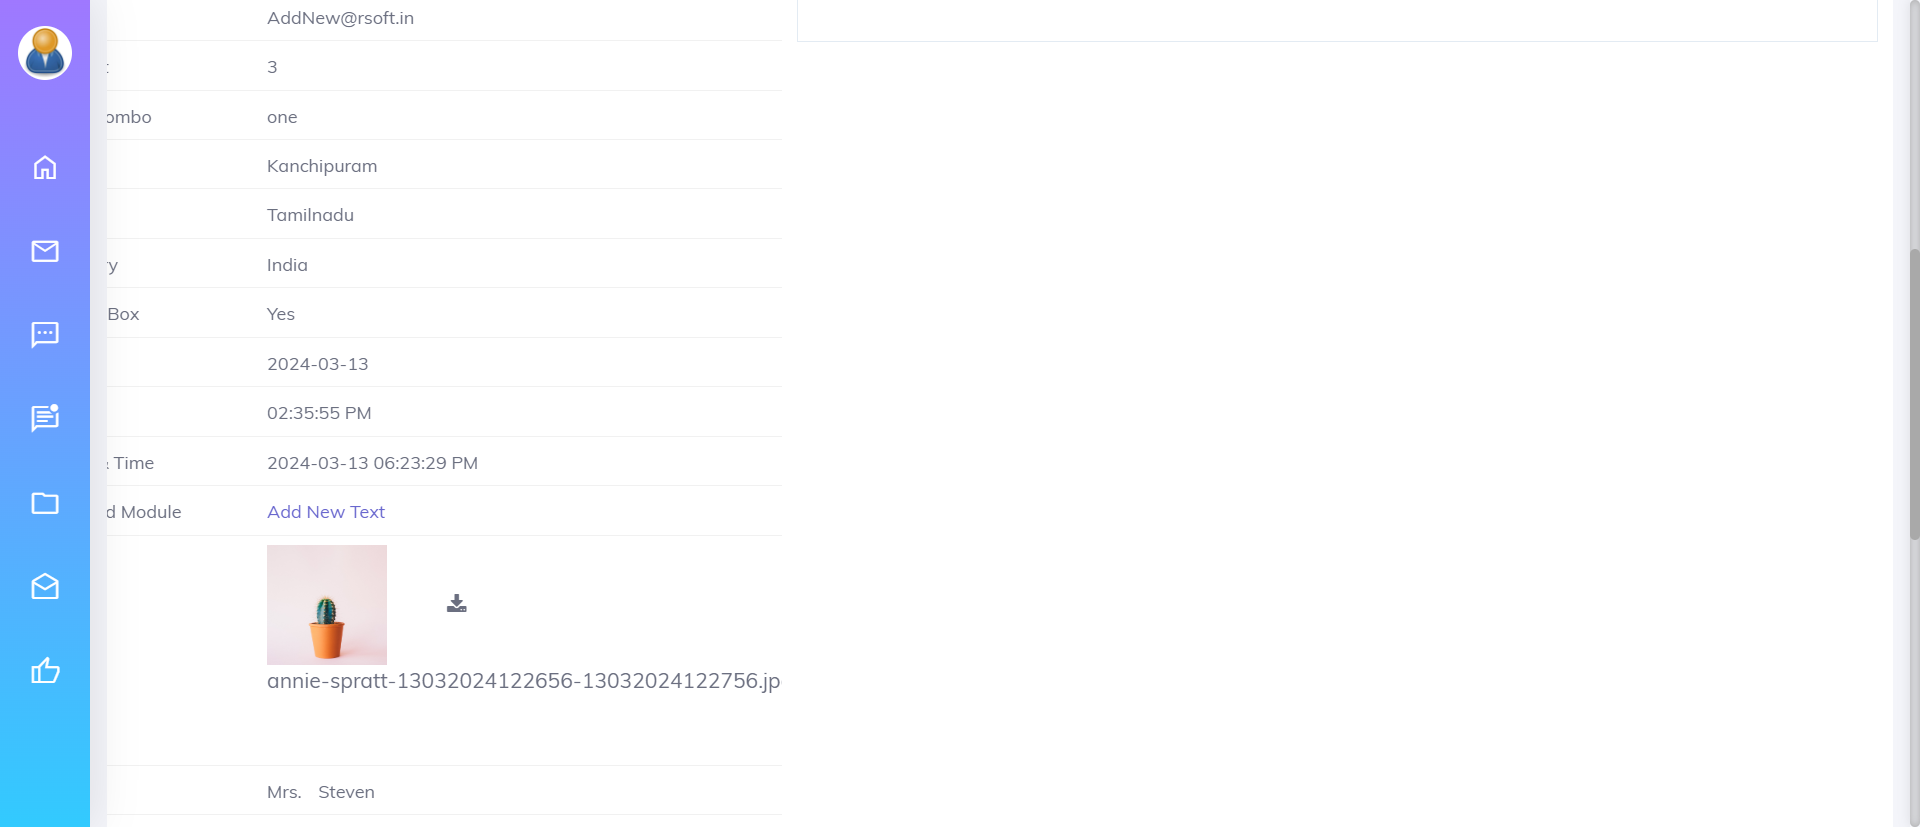 AddNew@rsoft.in
3
ombo one
Kanchipuram
Tamilnadu
y India
Box Yes
2024-03-13
02:35:55 PM
& Time 2024-03-13 06:23:29 PM
d Module Add New Text
annie-spratt-13032024122656-13032024122756.jp
Mrs. Steven